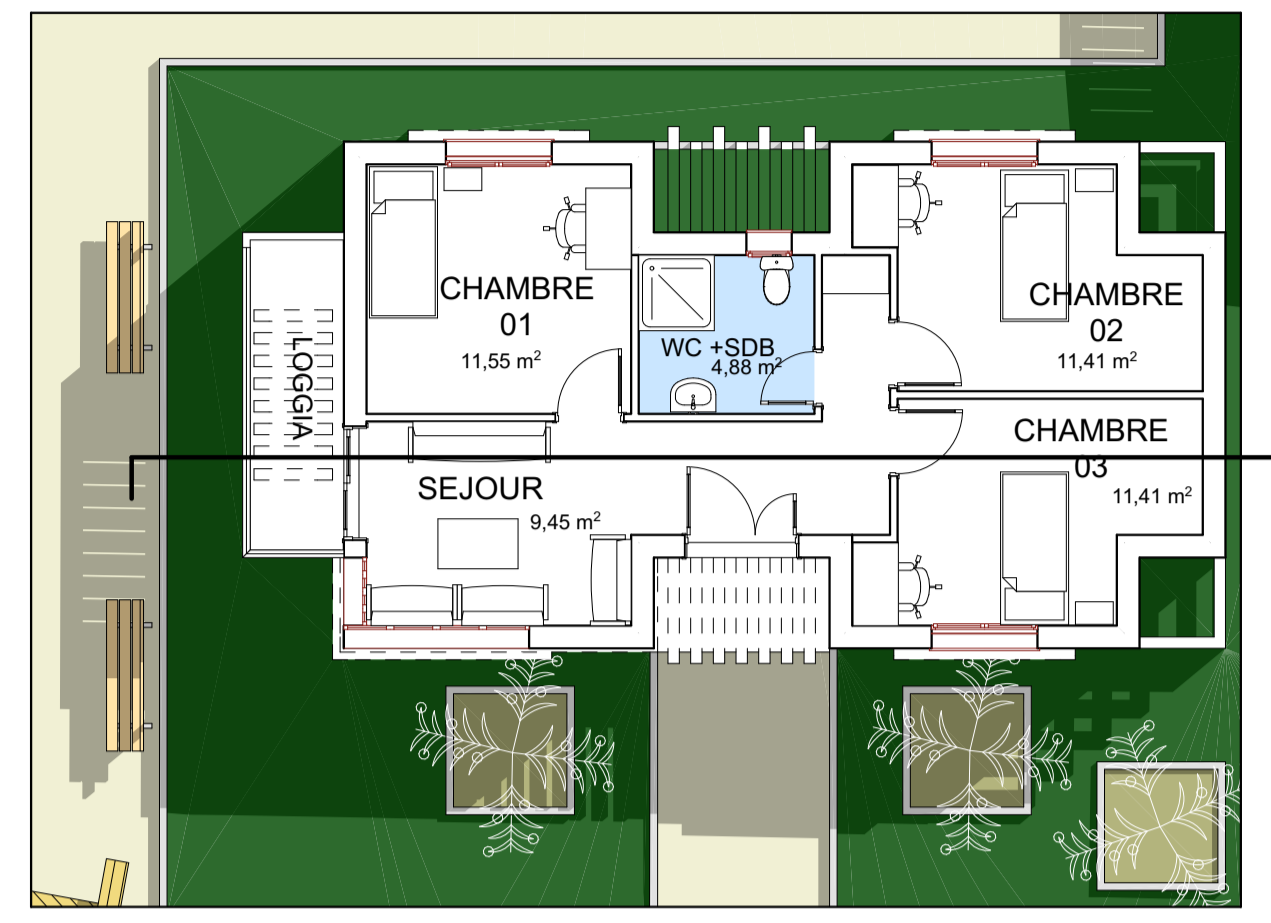 CHAMBRE
01
11,55 m²
WC +SDB
4,88 m²
CHAMBRE
02
11,41 m²
LOGGIA
CHAMBRE
03
11,41 m²
SEJOUR
9,45 m²